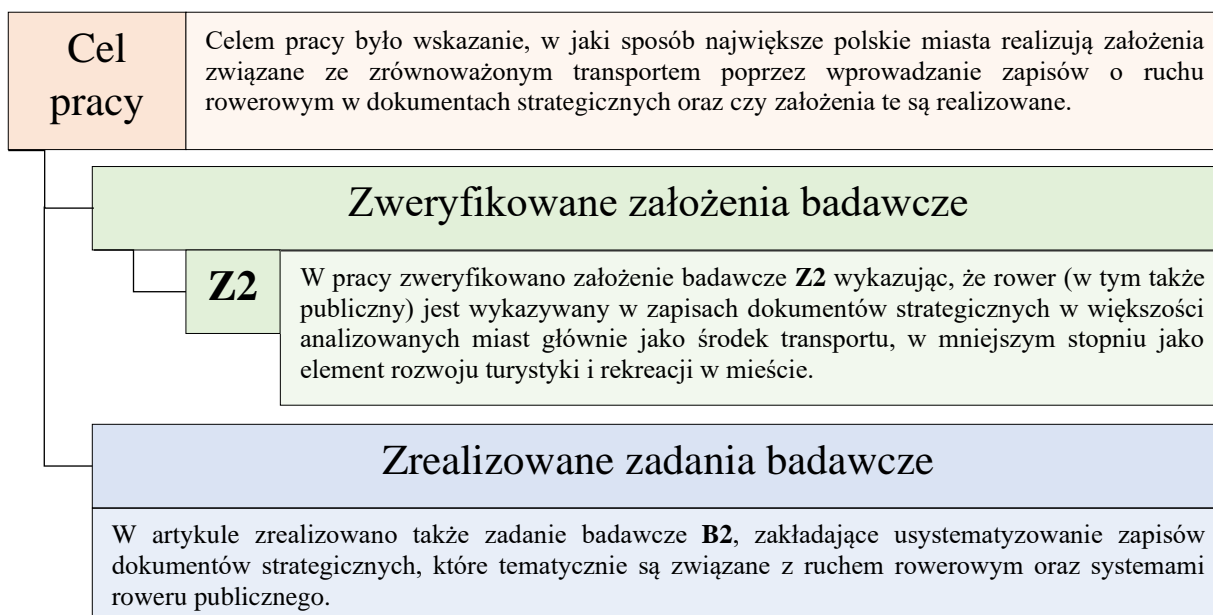 Cel
pracy
Celem pracy było wskazanie, w jaki sposób największe polskie miasta realizują założenia
związane ze zrównoważonym transportem poprzez wprowadzanie zapisów o ruchu
rowerowym w dokumentach strategicznych oraz czy założenia te są realizowane.
Zweryfikowane założenia badawcze
Z2
W pracy zweryfikowano założenie badawcze Z2 wykazując, że rower (w tym także
publiczny) jest wykazywany w zapisach dokumentów strategicznych w większości
analizowanych miast głównie jako środek transportu, w mniejszym stopniu jako
element rozwoju turystyki i rekreacji w mieście.
Zrealizowane zadania badawcze
W artykule zrealizowano także zadanie badawcze B2, zakładające usystematyzowanie zapisów
dokumentów strategicznych, które tematycznie są związane z ruchem rowerowym oraz systemami
roweru publicznego.